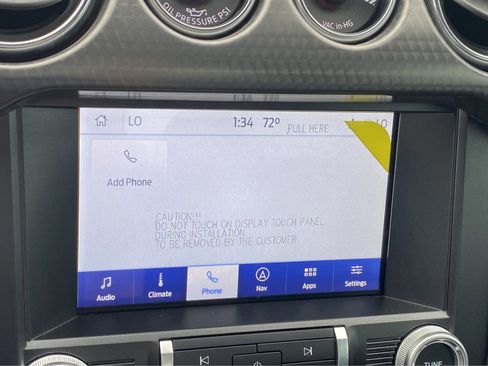 OIL PRESSURE PSI
VAC in-HG
LO
1:34 72°
PULL HERE
LO
Add Phone
CAUTION!!!
DO NOT TOUCH ON DISPLAY TOUCH PANEL
DURING INSTALLATION
TO BE REMOVED BY THE CUSTOMER
Audio
Climate
Phone
Nav
Apps
Settings
TUNE